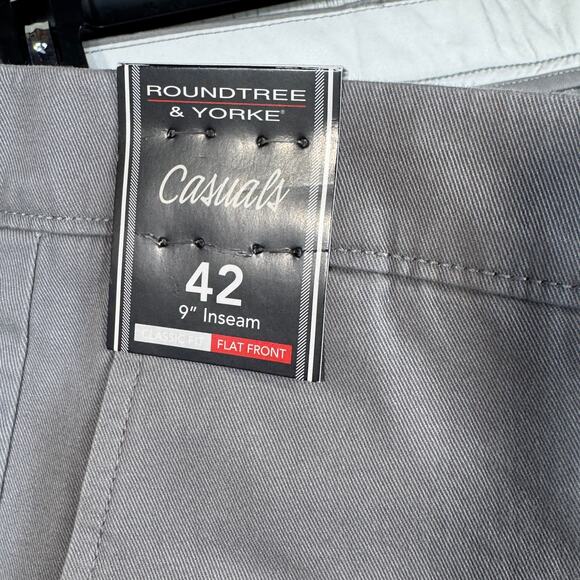 ROUNDTREE
& YORKE®
Casuals
42
9" Inseam
CLASSIC FIT FLAT FRONT